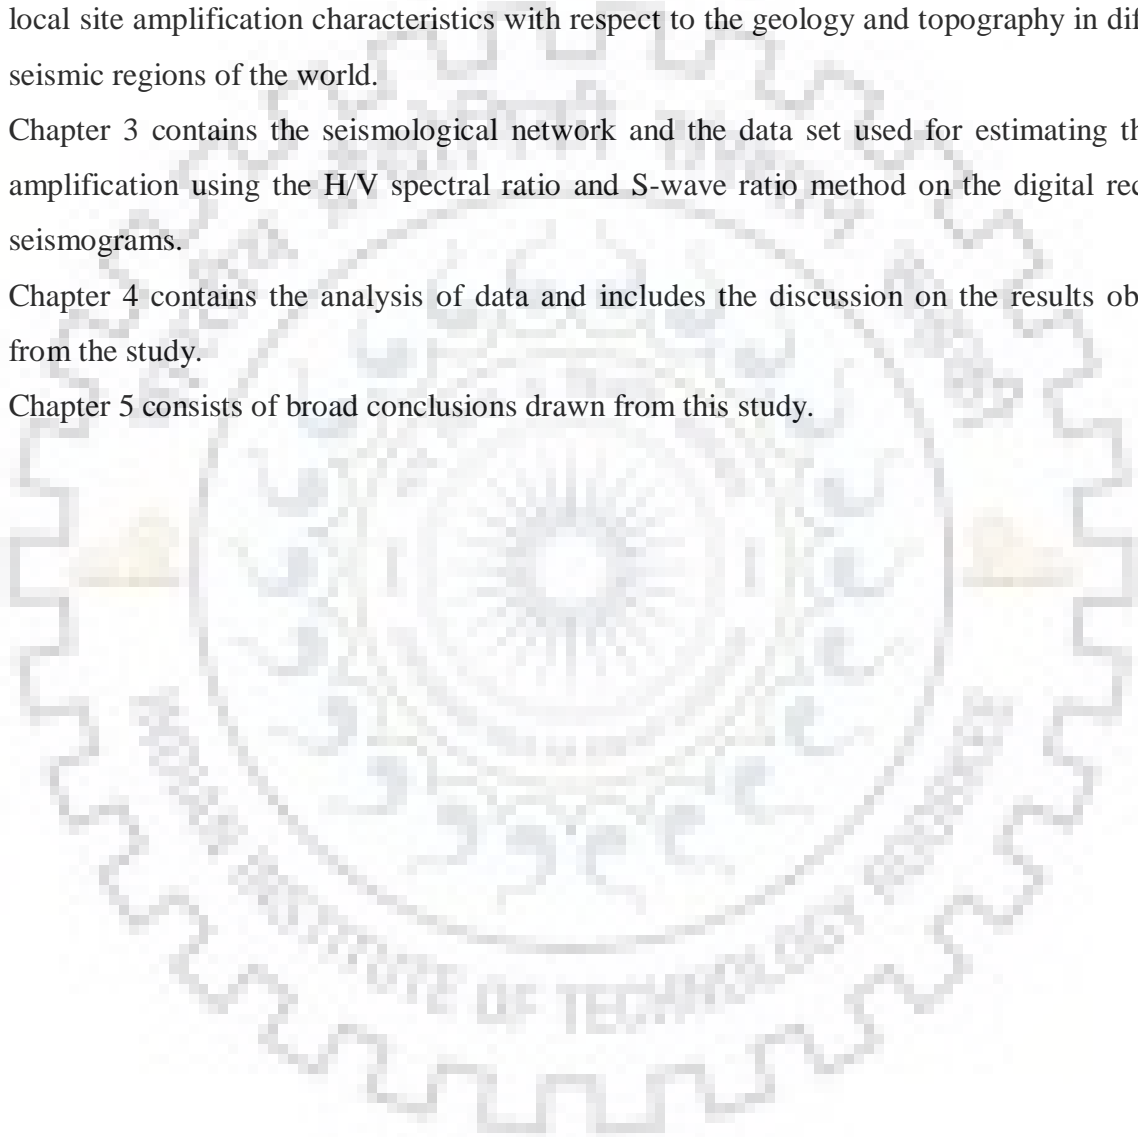 local site amplification characteristics with respect to the geology and topography in dif
seismic regions of the world.
Chapter 3 contains the seismological network and the data set used for estimating th
amplification using the H/V spectral ratio and S-wave ratio method on the digital rec
seismograms.
Chapter 4 contains the analysis of data and includes the discussion on the results ob
from the study.
Chapter 5 consists of broad conclusions drawn from this study.
INSTITUTE OF TECHNOLOGY